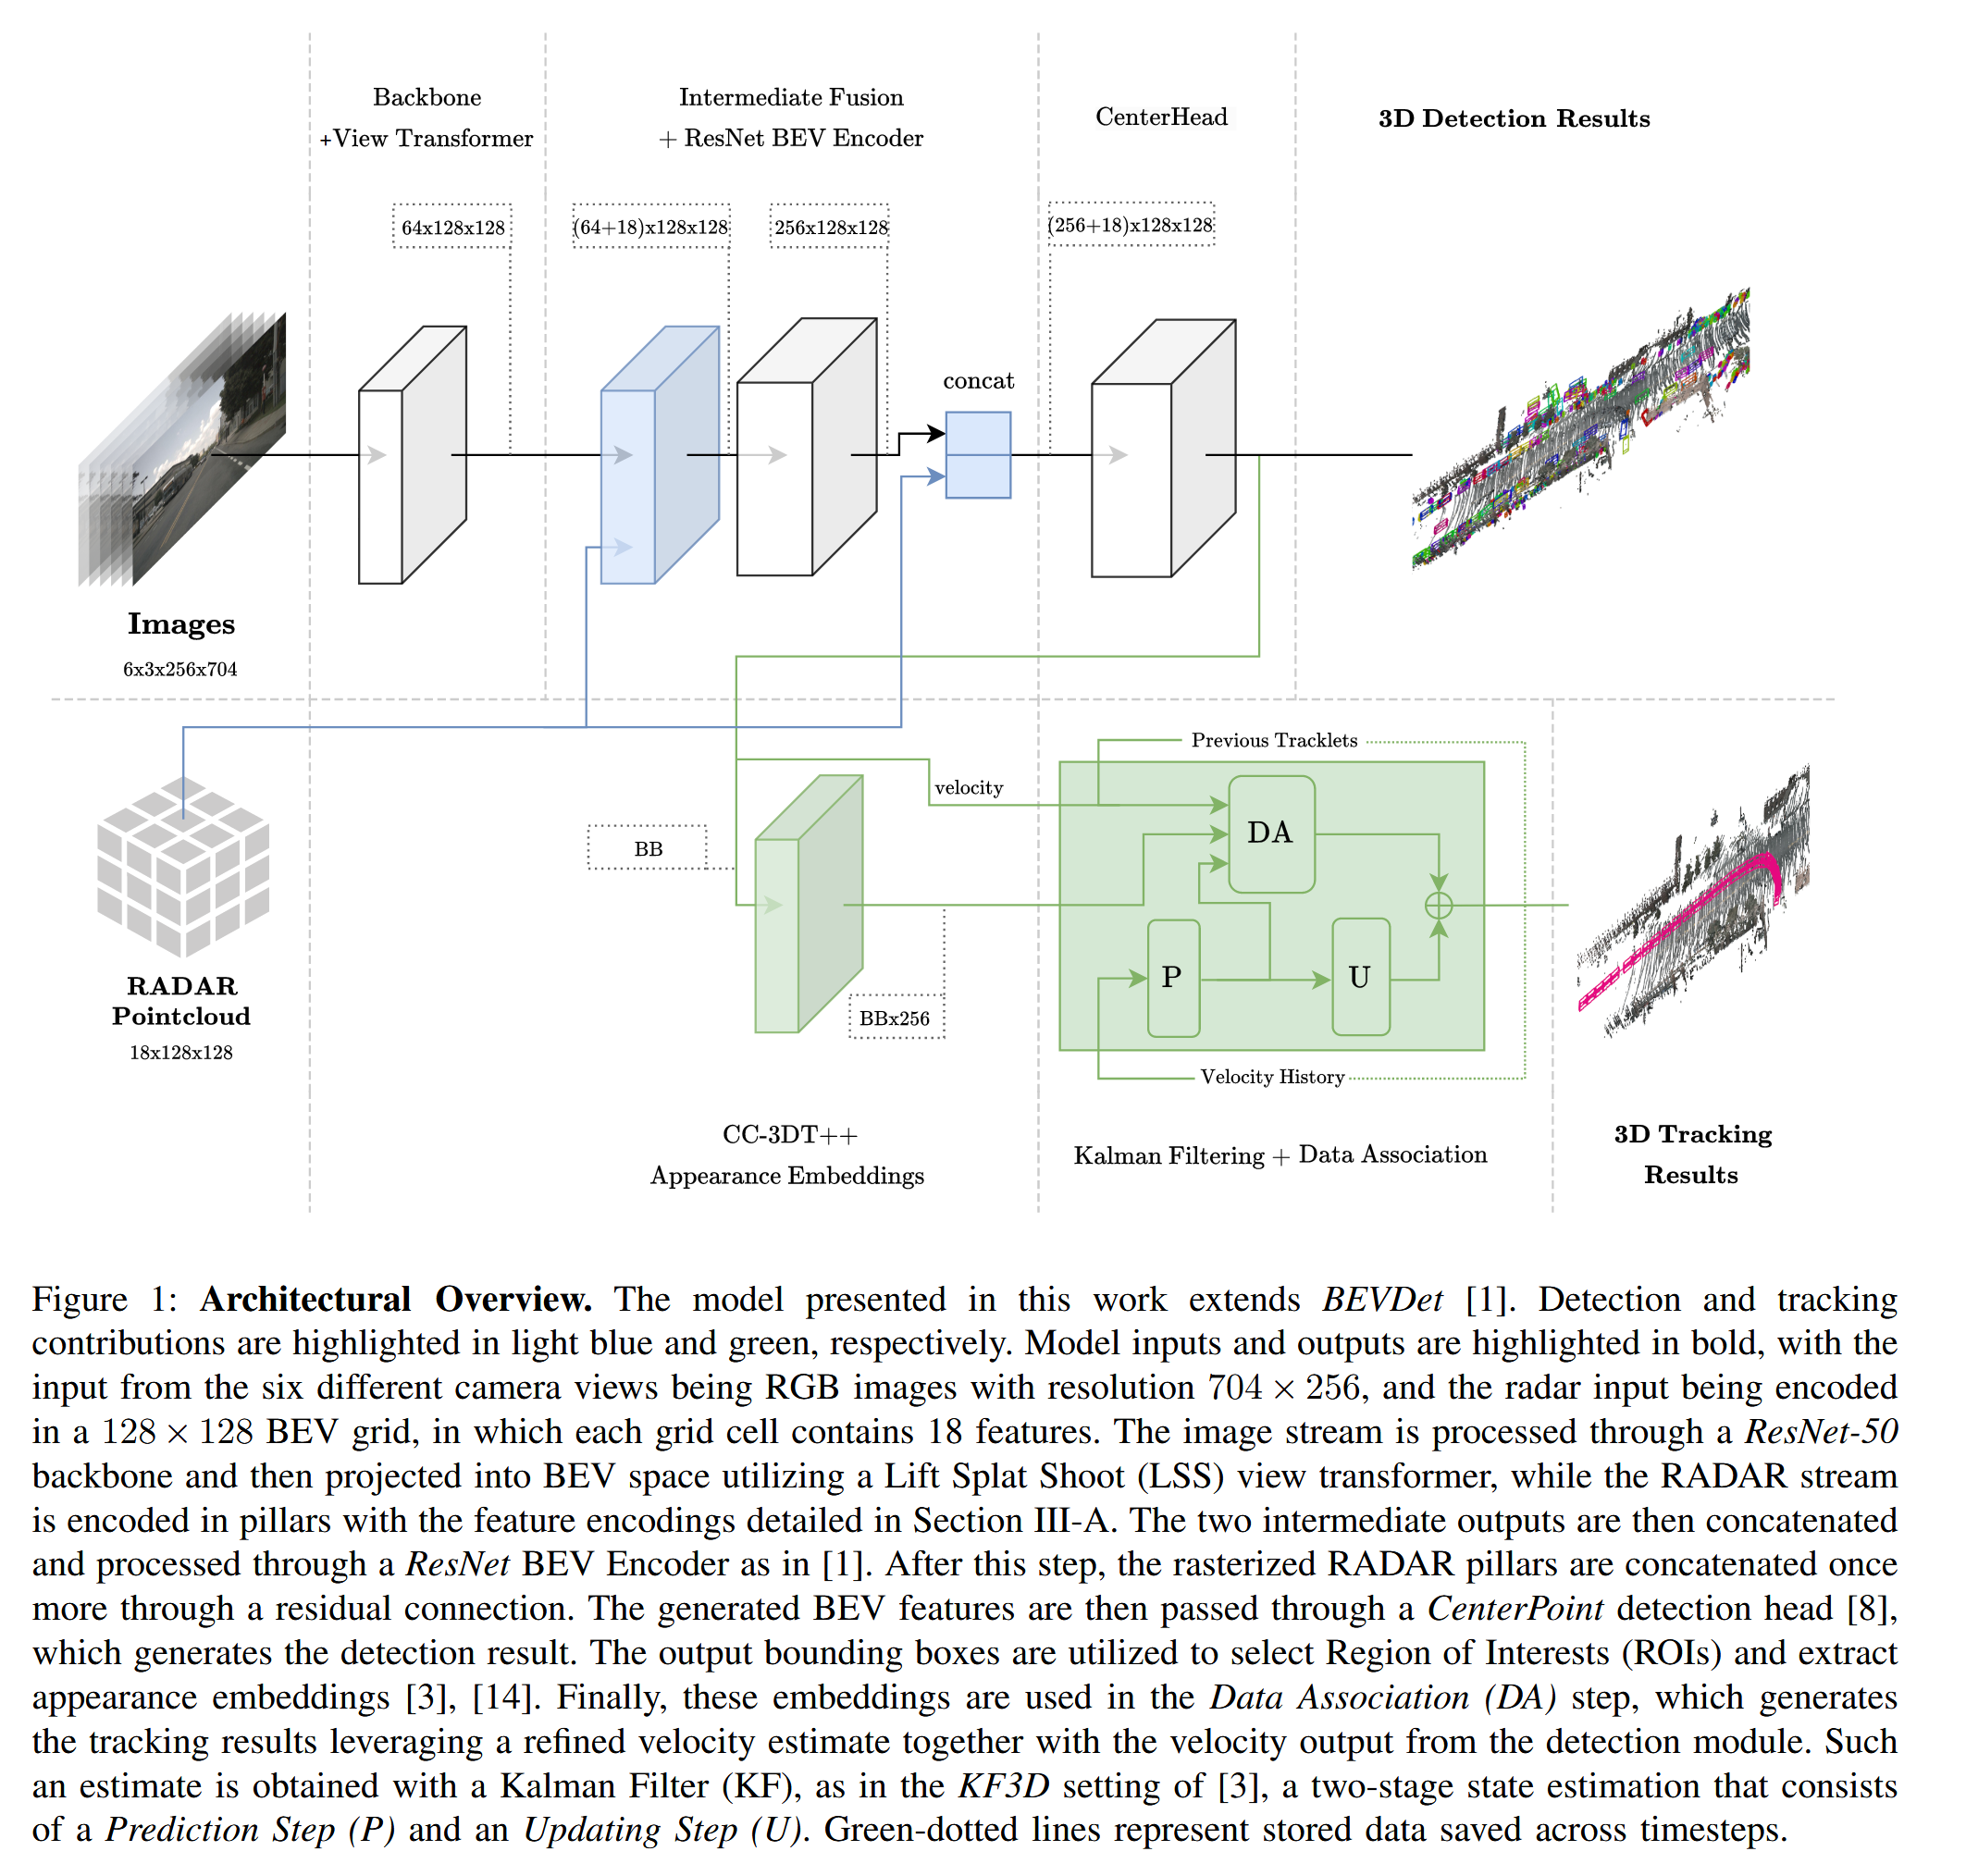 Backbone
+View Transformer
Intermediate Fusion
+ ResNet BEV Encoder
CenterHead
3D Detection Results
64x128x128
(64+18)x128x128
256x128x128
(256+18)x128x128
concat
Images
6x3x256x704
Previous Tracklets
velocity
DA
BB
P
U
RADAR
Pointcloud
18x128x128
BBx256
Velocity History
CC-3DT++
Appearance Embeddings
Kalman Filtering + Data Association
3D Tracking
Results
Figure 1: Architectural Overview. The model presented in this work extends BEVDet [1]. Detection and tracking
contributions are highlighted in light blue and green, respectively. Model inputs and outputs are highlighted in bold, with the
input from the six different camera views being RGB images with resolution 704 × 256, and the radar input being encoded
in a 128 × 128 BEV grid, in which each grid cell contains 18 features. The image stream is processed through a ResNet-50
backbone and then projected into BEV space utilizing a Lift Splat Shoot (LSS) view transformer, while the RADAR stream
is encoded in pillars with the feature encodings detailed in Section III-A. The two intermediate outputs are then concatenated
and processed through a ResNet BEV Encoder as in [1]. After this step, the rasterized RADAR pillars are concatenated once
more through a residual connection. The generated BEV features are then passed through a CenterPoint detection head [8],
which generates the detection result. The output bounding boxes are utilized to select Region of Interests (ROIs) and extract
appearance embeddings [3], [14]. Finally, these embeddings are used in the Data Association (DA) step, which generates
the tracking results leveraging a refined velocity estimate together with the velocity output from the detection module. Such
an estimate is obtained with a Kalman Filter (KF), as in the KF3D setting of [3], a two-stage state estimation that consists
of a Prediction Step (P) and an Updating Step (U). Green-dotted lines represent stored data saved across timesteps.